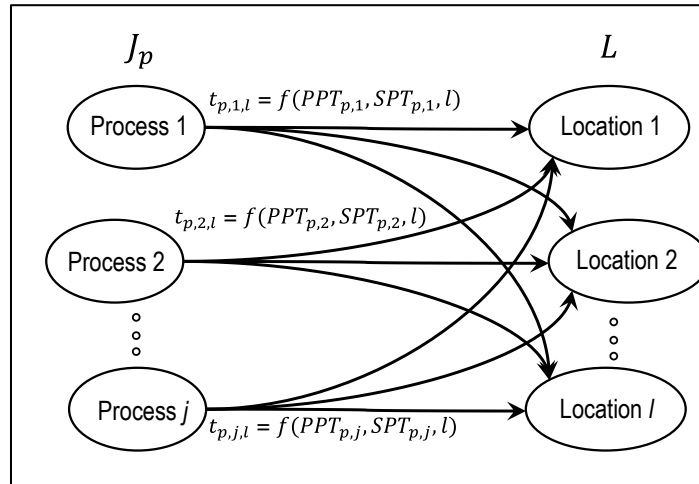 J_p L
t_{p,1,l} = f(PPT_{p,1}, SPT_{p,1}, l)
Process 1 Location 1
t_{p,2,l} = f(PPT_{p,2}, SPT_{p,2}, l)
Process 2 Location 2
Process j Location l
t_{p,j,l} = f(PPT_{p,j}, SPT_{p,j}, l)